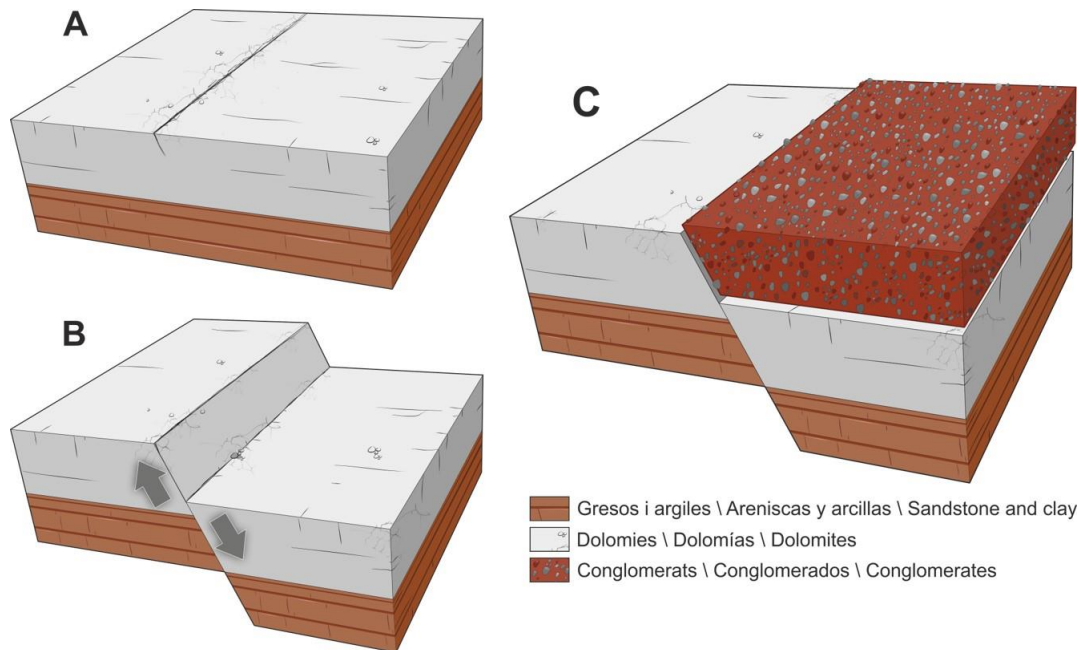 A
B
C
Gresos i argiles \ Areniscas y arcillas \ Sandstone and clay
Dolomies \ Dolomías \ Dolomites
Conglomerats \ Conglomerados \ Conglomerates